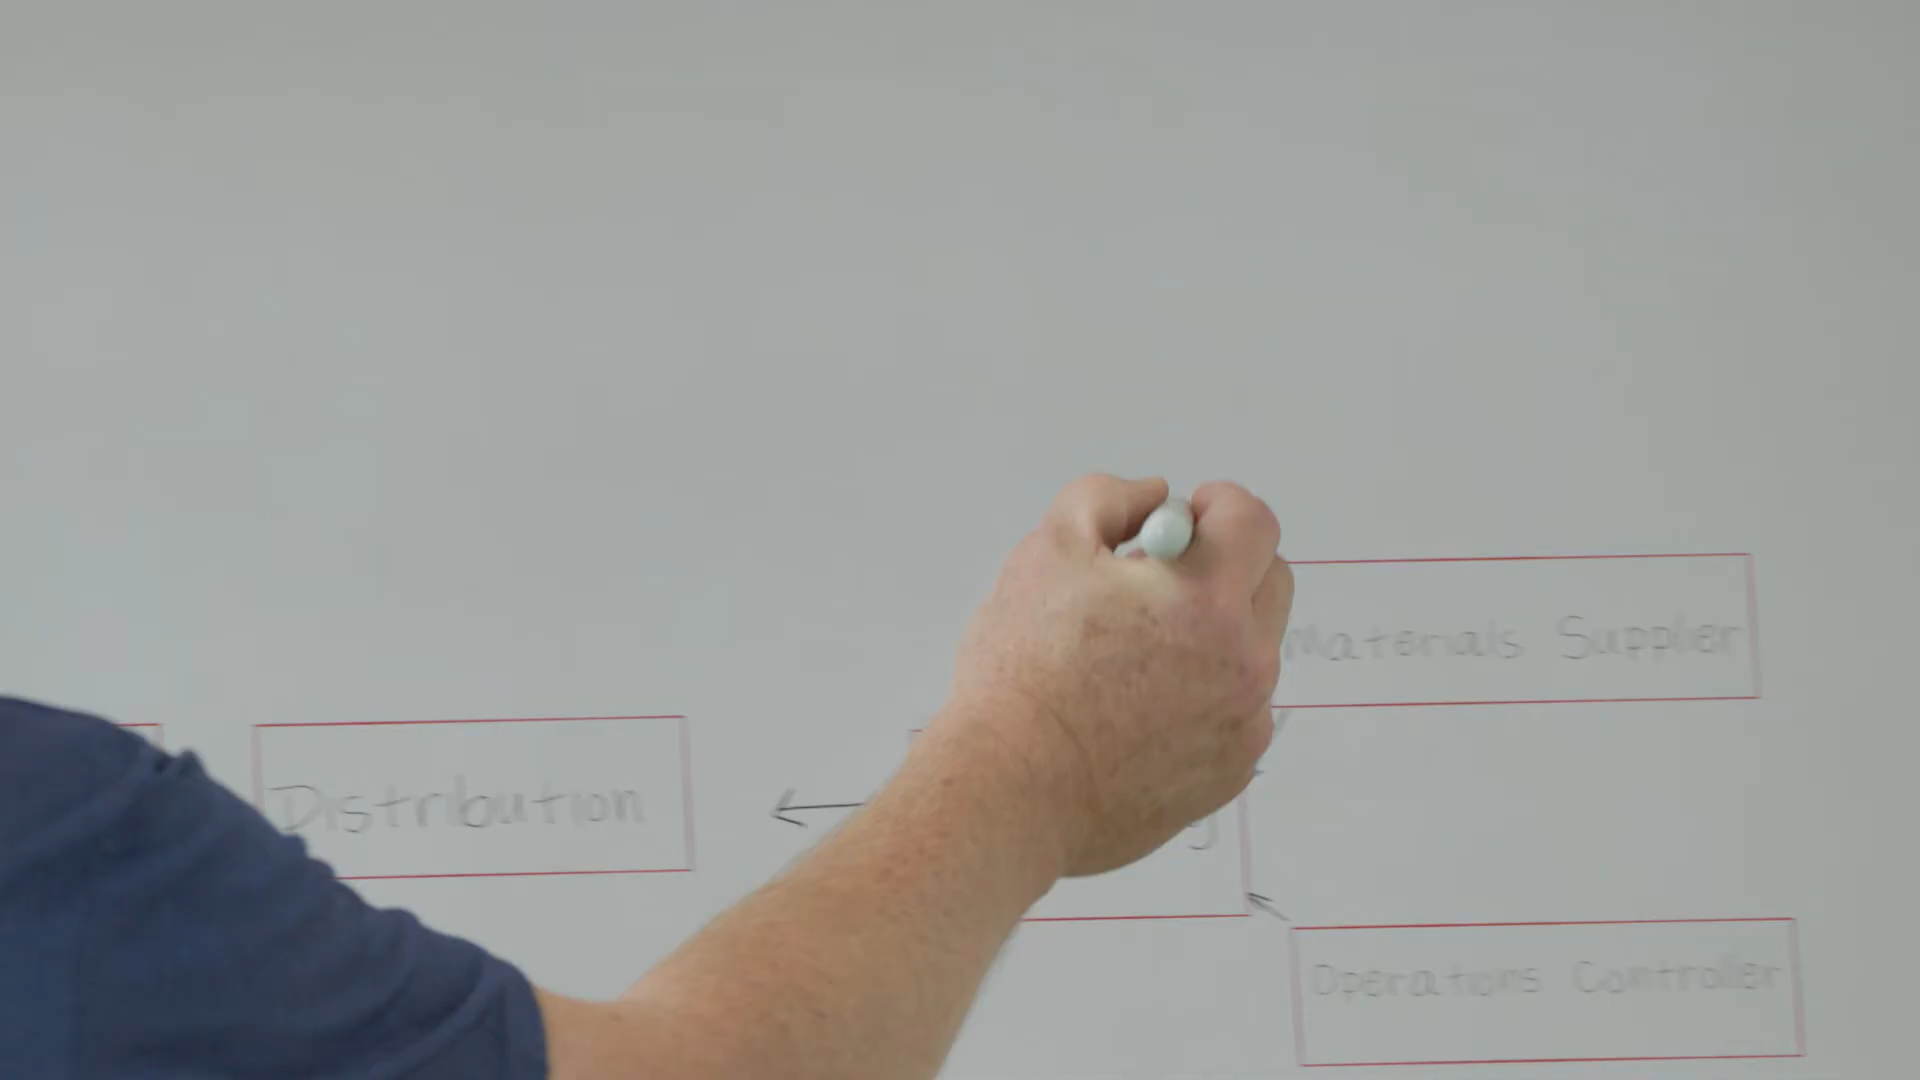 Materials Supplier
Distribution
Operations Controller